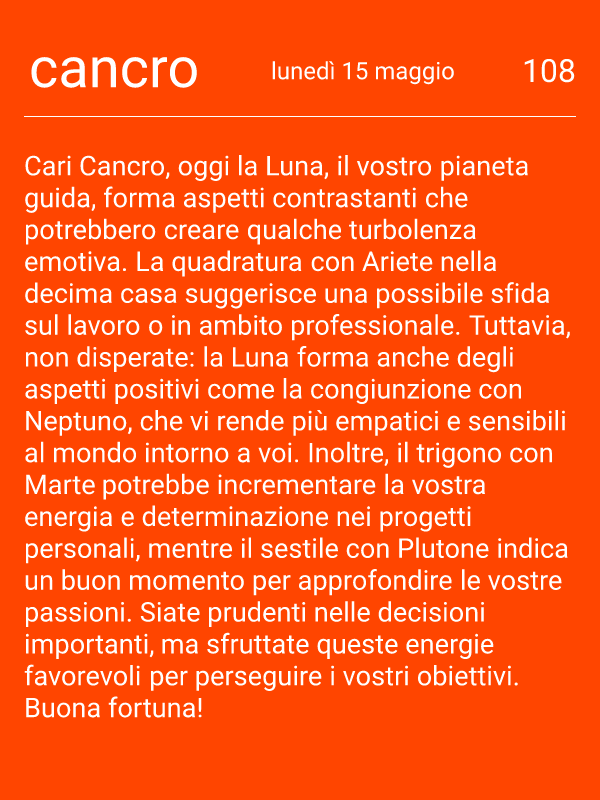 cancro
lunedì 15 maggio
108
Cari Cancro, oggi la Luna, il vostro pianeta
guida, forma aspetti contrastanti che
potrebbero creare qualche turbolenza
emotiva. La quadratura con Ariete nella
decima casa suggerisce una possibile sfida
sul lavoro o in ambito professionale. Tuttavia,
non disperate: la Luna forma anche degli
aspetti positivi come la congiunzione con
Neptuno, che vi rende più empatici e sensibili
al mondo intorno a voi. Inoltre, il trigono con
Marte potrebbe incrementare la vostra
energia e determinazione nei progetti
personali, mentre il sestile con Plutone indica
un buon momento per approfondire le vostre
passioni. Siate prudenti nelle decisioni
importanti, ma sfruttate queste energie
favorevoli per perseguire i vostri obiettivi.
Buona fortuna!